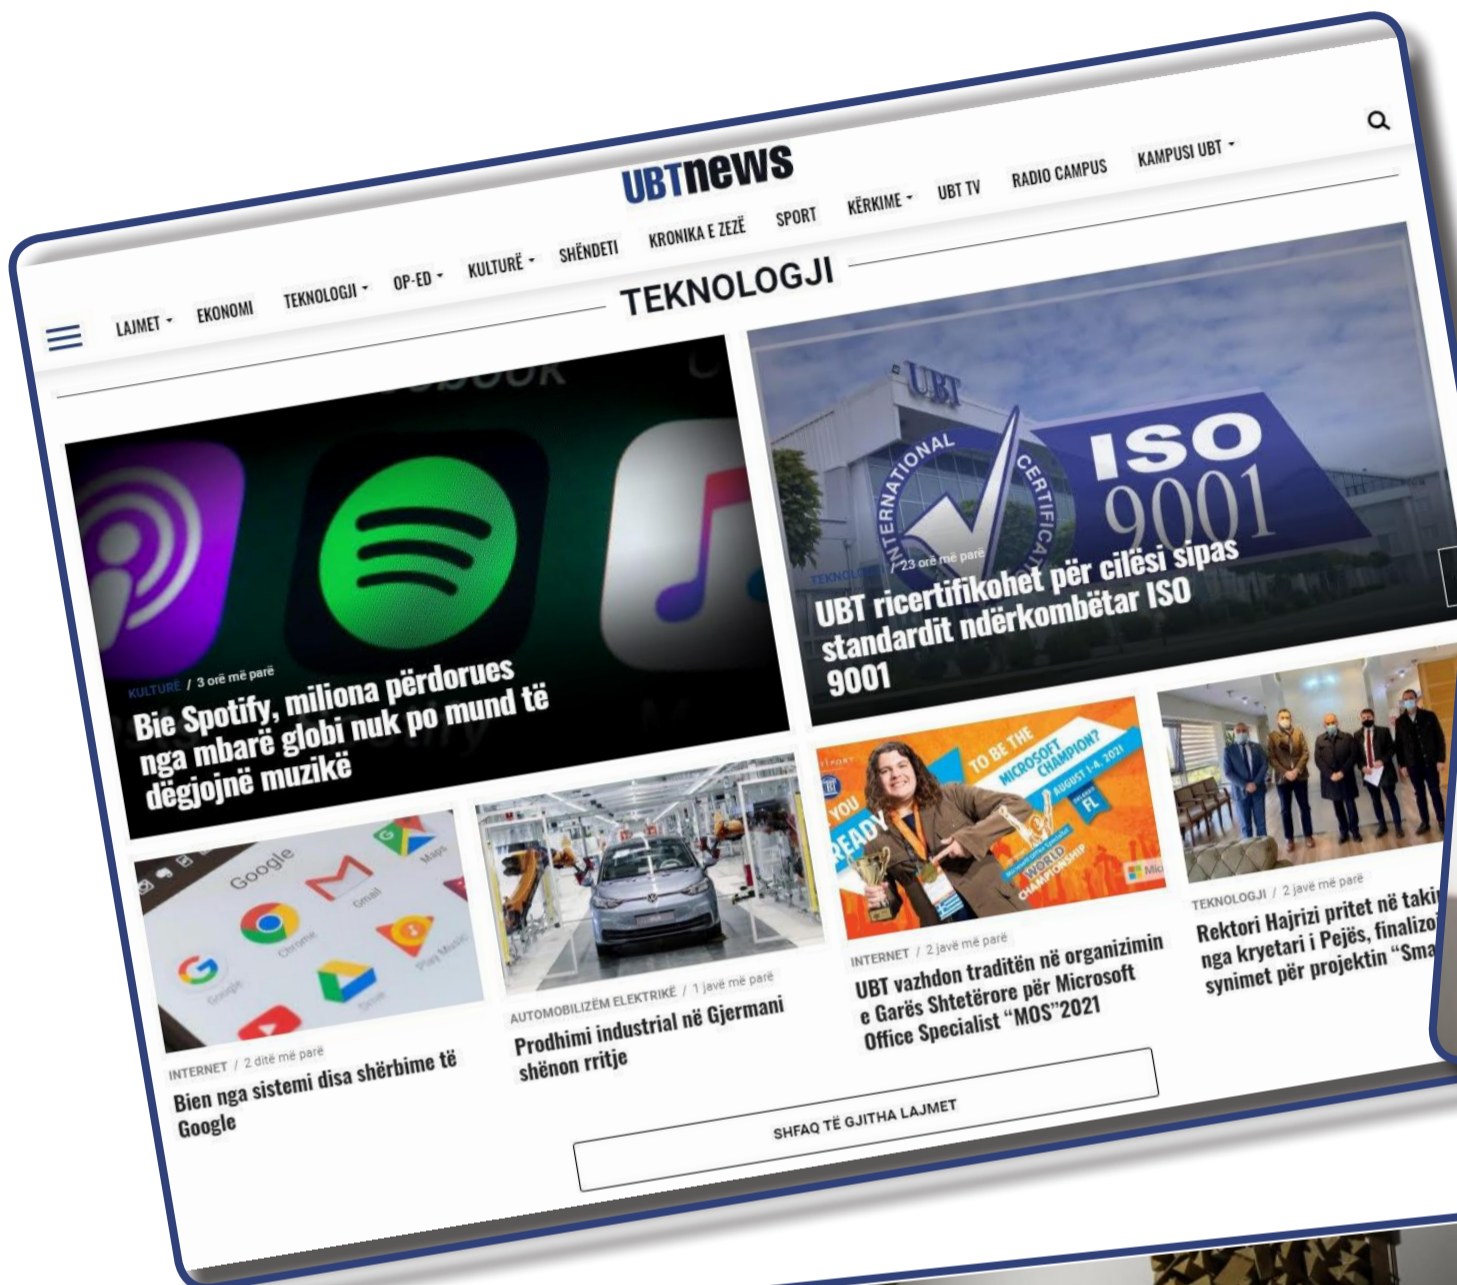 UBTnews
LAJMET
EKONOMI
TEKNOLOGJI
OP-ED
KULTURË
SHËNDETI
KRONIKA E ZEZË
SPORT
KËRKIME
UBT TV
RADIO CAMPUS
KAMPUSI UBT
TEKNOLOGJI
KULTURË / 3 orë më parë
Bie Spotify, miliona përdorues
nga mbarë globi nuk po mund të
dëgjojnë muzikë
UBT
INTERNATIONAL
ISO
9001
/ 23 orë më parë
UBT ricertifikohet për cilësi sipas
standardit ndërkombëtar ISO
9001
Google
Gmail
Maps
Chrome
Play Music
Google
Drive
INTERNET / 2 ditë më parë
Bien nga sistemi disa shërbime të
Google
AUTOMOBILIZËM ELEKTRIKË / 1 javë më parë
Prodhimi industrial në Gjermani
shënon rritje
TO BE THE
MICROSOFT
CHAMPION?
AUGUST 1-4, 2021
FL
YOU
READY
WORLD
CHAMPIONSHIP
INTERNET / 2 javë më parë
UBT vazhdon traditën në organizimin
e Garës Shtetërore për Microsoft
Office Specialist “MOS”2021
TEKNOLOGJI / 2 javë më parë
Rektori Hajrizi pritet në
nga kryetari i Pejës,
synimet për projektin
SHFAQ TË GJITHA LAJMET